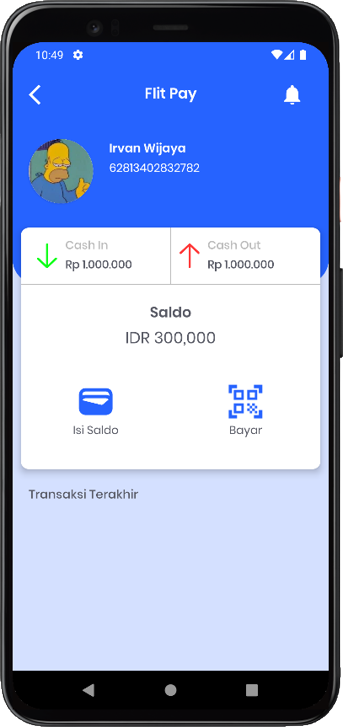 10:49
Flit Pay
Irvan Wijaya
62813402832782
Cash In
Rp 1.000.000
Cash Out
Rp 1.000.000
Saldo
IDR 300,000
Isi Saldo
Bayar
Transaksi Terakhir